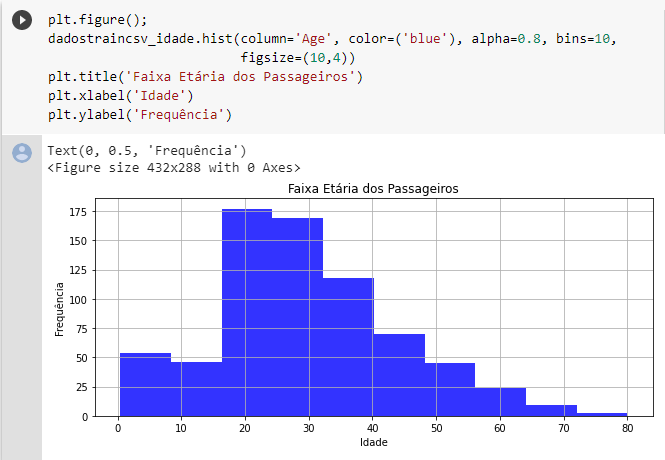 plt.figure();
dadostraincsv_idade.hist(column='Age', color=('blue'), alpha=0.8, bins=10,
figsize=(10,4))
plt.title('Faixa Etária dos Passageiros')
plt.xlabel('Idade')
plt.ylabel('Frequência')
Text(0, 0.5, 'Frequência')
<Figure size 432x288 with 0 Axes>
Faixa Etária dos Passageiros
175
150
125
100
75
50
25
0
Frequência
0 10 20 30 40 50 60 70 80
Idade